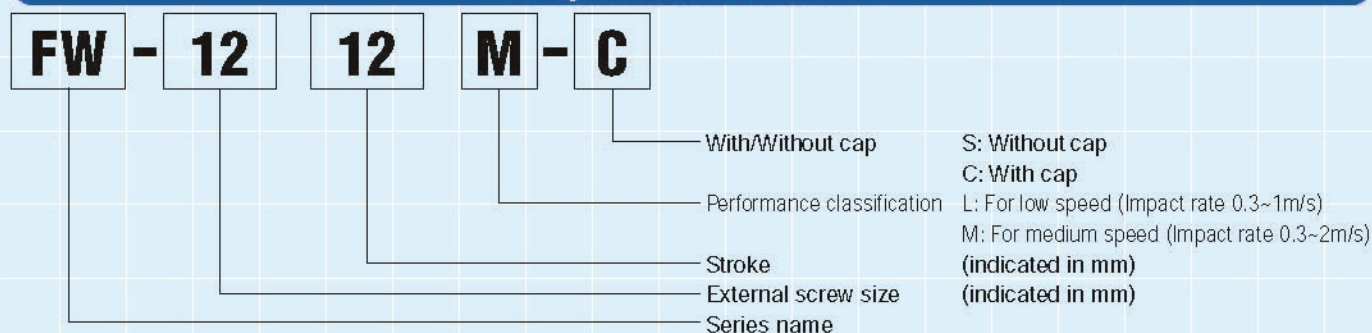 FW - 12 12 M - C
With/Without cap S: Without cap
C: With cap
Performance classification L: For low speed (Impact rate 0.3~1m/s)
M: For medium speed (Impact rate 0.3~2m/s)
Stroke (indicated in mm)
External screw size (indicated in mm)
Series name